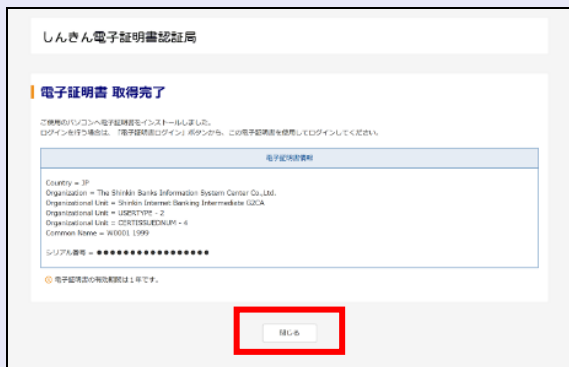 しんきん電子証明書認証局
電子証明書 取得完了
ご使用のパソコンへ電子証明書をインストールしました。
ログインを行う場合は、「電子証明書ログイン」ボタンから、この電子証明書を使用してログインしてください。
電子証明書情報
Country = JP
Organization = The Shinkin Banks Information System Center Co.,Ltd.
Organizational Unit = Shinkin Internet Banking Intermediate G2CA
Organizational Unit = USERTYPE - 2
Organizational Unit = CERTISSUEDNUM - 4
Common Name = W0001 1999
シリアル番号 = ●●●●●●●●●●●●●●●●●
電子証明書の有効期間は1年です。
閉じる